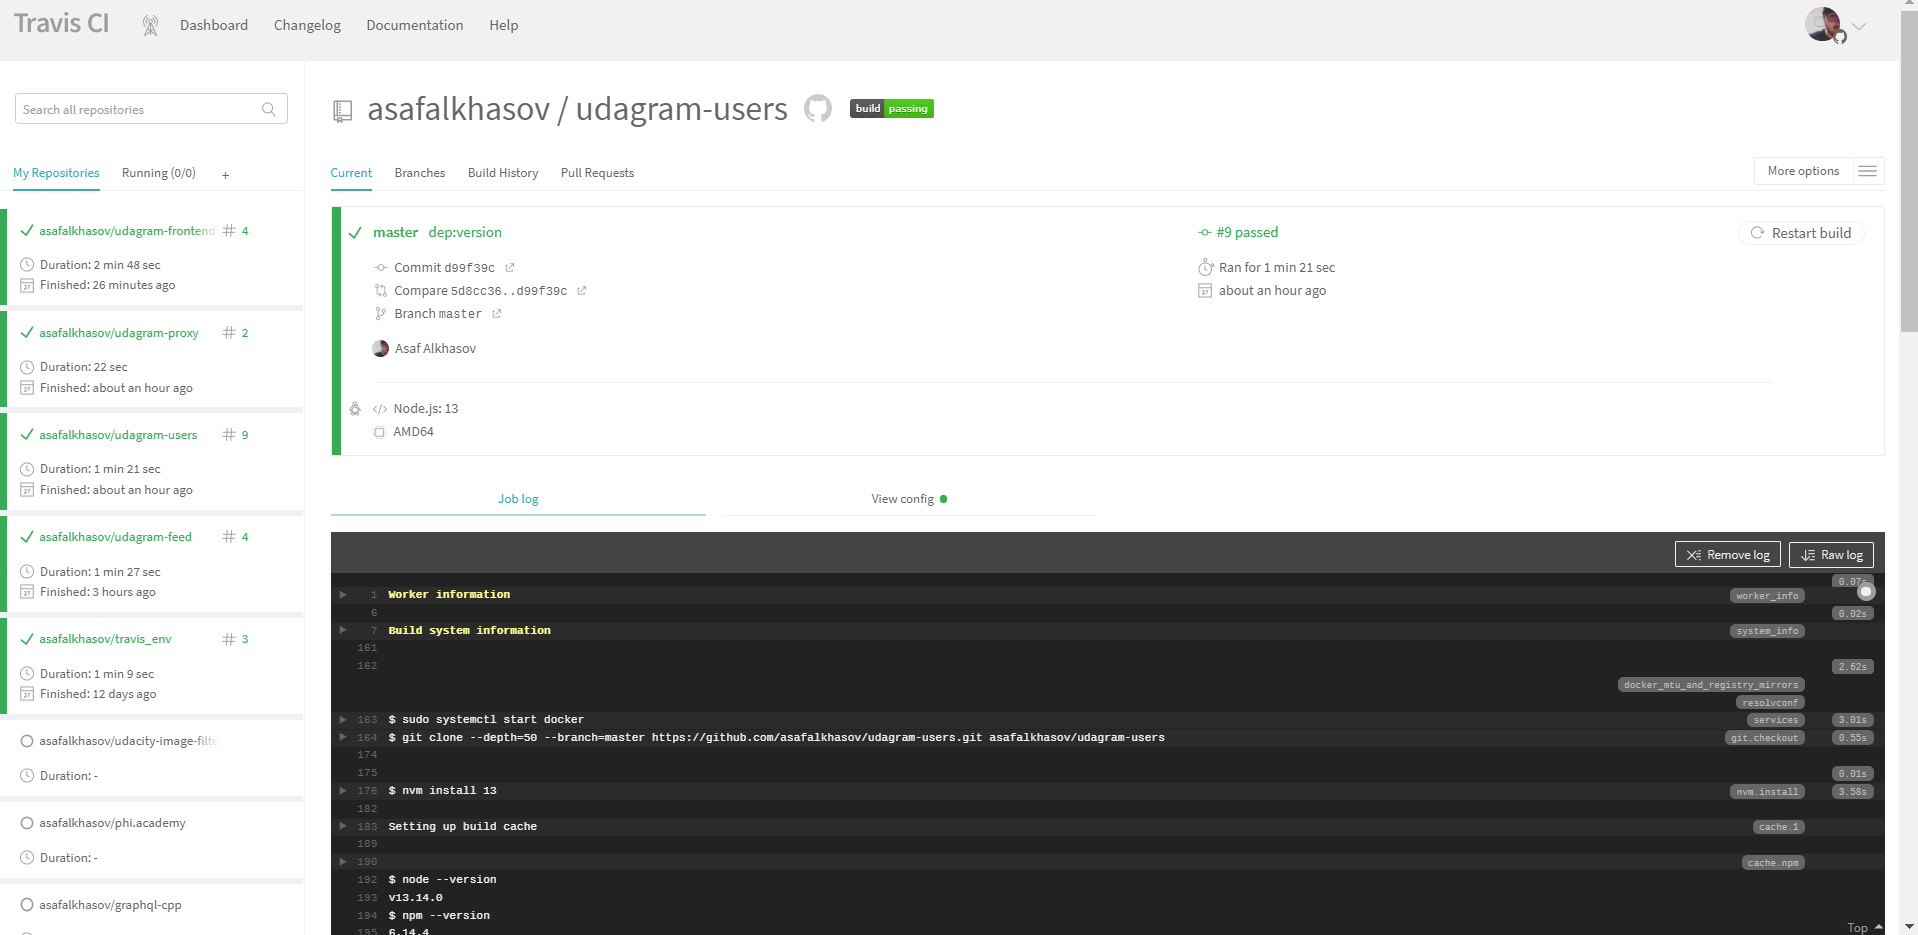 Travis CI
Dashboard
Changelog
Documentation
Help
Search all repositories
My Repositories
Running (0/0)
+
asafalkhasov/udagram-frontend # 4
Duration: 2 min 48 sec
Finished: 26 minutes ago
asafalkhasov/udagram-proxy # 2
Duration: 22 sec
Finished: about an hour ago
asafalkhasov/udagram-users # 9
Duration: 1 min 21 sec
Finished: about an hour ago
asafalkhasov/udagram-feed # 4
Duration: 1 min 27 sec
Finished: 3 hours ago
asafalkhasov/travis_env # 3
Duration: 1 min 9 sec
Finished: 12 days ago
asafalkhasov/udacity-image-filte
Duration: -
asafalkhasov/phi.academy
Duration: -
asafalkhasov/graphql-cpp
asafalkhasov / udagram-users
build passing
Current
Branches
Build History
Pull Requests
More options
master dep:version
Commit d99f39c
Compare 5d8cc36..d99f39c
Branch master
Asaf Alkhasov
#9 passed
Ran for 1 min 21 sec
about an hour ago
Restart build
Node.js: 13
AMD64
Job log
View config
Remove log
Raw log
0.07s
1 Worker information worker_info
6 0.02s
7 Build system information system_info
161
162 2.62s
docker_mtu_and_registry_mirrors
resolvconf
163 $ sudo systemctl start docker services 3.01s
164 $ git clone --depth=50 --branch=master https://github.com/asafalkhasov/udagram-users.git asafalkhasov/udagram-users git.checkout 0.55s
174
175 0.01s
176 $ nvm install 13 nvm.install 3.58s
182
183 Setting up build cache cache.1
189
190 cache.npm
192 $ node --version
193 v13.14.0
194 $ npm --version
195 6.14.4
Top